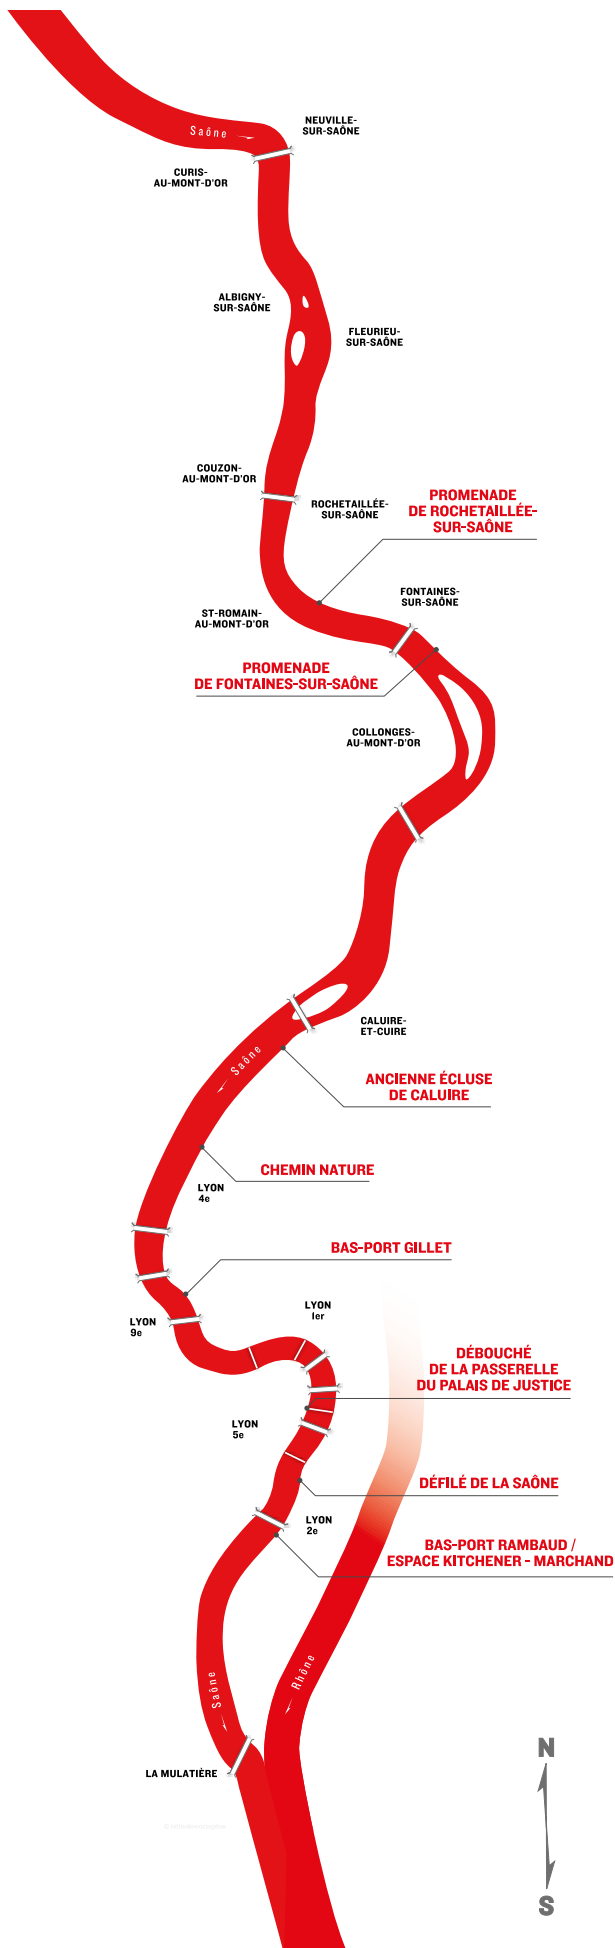 Saône
NEUVILLE-
SUR-SAÔNE
CURIS-
AU-MONT-D'OR
ALBIGNY-
SUR-SAÔNE
FLEURIEU-
SUR-SAÔNE
COUZON-
AU-MONT-D'OR
ROCHETAILLÉE-
SUR-SAÔNE
PROMENADE
DE ROCHETAILLÉE-
SUR-SAÔNE
FONTAINES-
SUR-SAÔNE
ST-ROMAIN-
AU-MONT-D'OR
PROMENADE
DE FONTAINES-SUR-SAÔNE
COLLONGES-
AU-MONT-D'OR
CALUIRE-
ET-CUIRE
Saône
ANCIENNE ÉCLUSE
DE CALUIRE
CHEMIN NATURE
LYON
4e
BAS-PORT GILLET
LYON
1er
LYON
9e
DÉBOUCHÉ
DE LA PASSERELLE
DU PALAIS DE JUSTICE
LYON
5e
DÉFILÉ DE LA SAÔNE
LYON
2e
BAS-PORT RAMBAUD /
ESPACE KITCHENER - MARCHAND
Saône
Rhône
LA MULATIÈRE
N
S